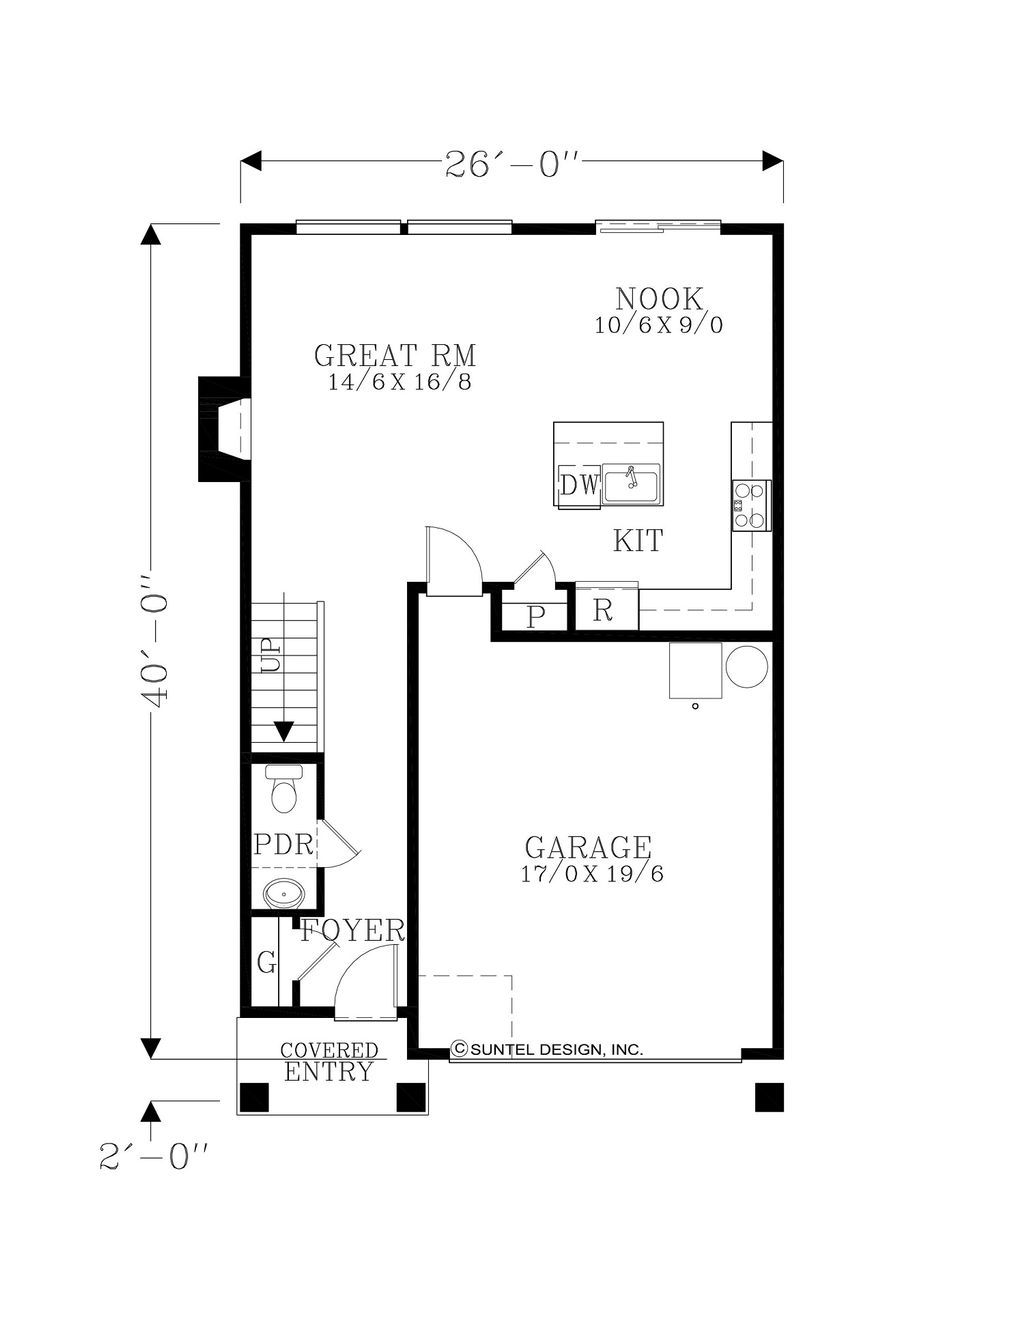 26'-0"
NOOK
10/6 X 9/0
GREAT RM
14/6 X 16/8
DW
KIT
40'-0"
UP
P
R
PDR
GARAGE
17/0 X 19/6
FOYER
G
COVERED
ENTRY
© SUNTEL DESIGN, INC.
2'-0"